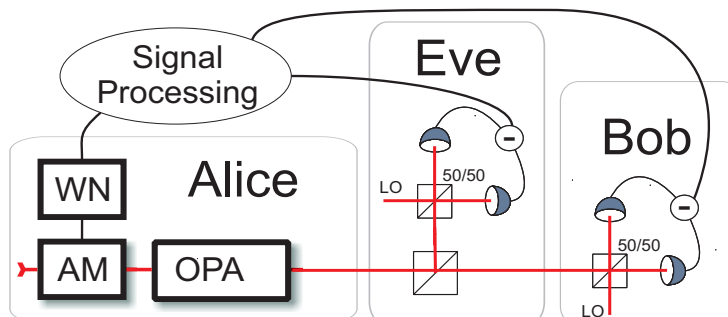 Signal
Processing
Eve
Bob
Alice
WN
AM
OPA
LO
50/50
-
LO
50/50
-